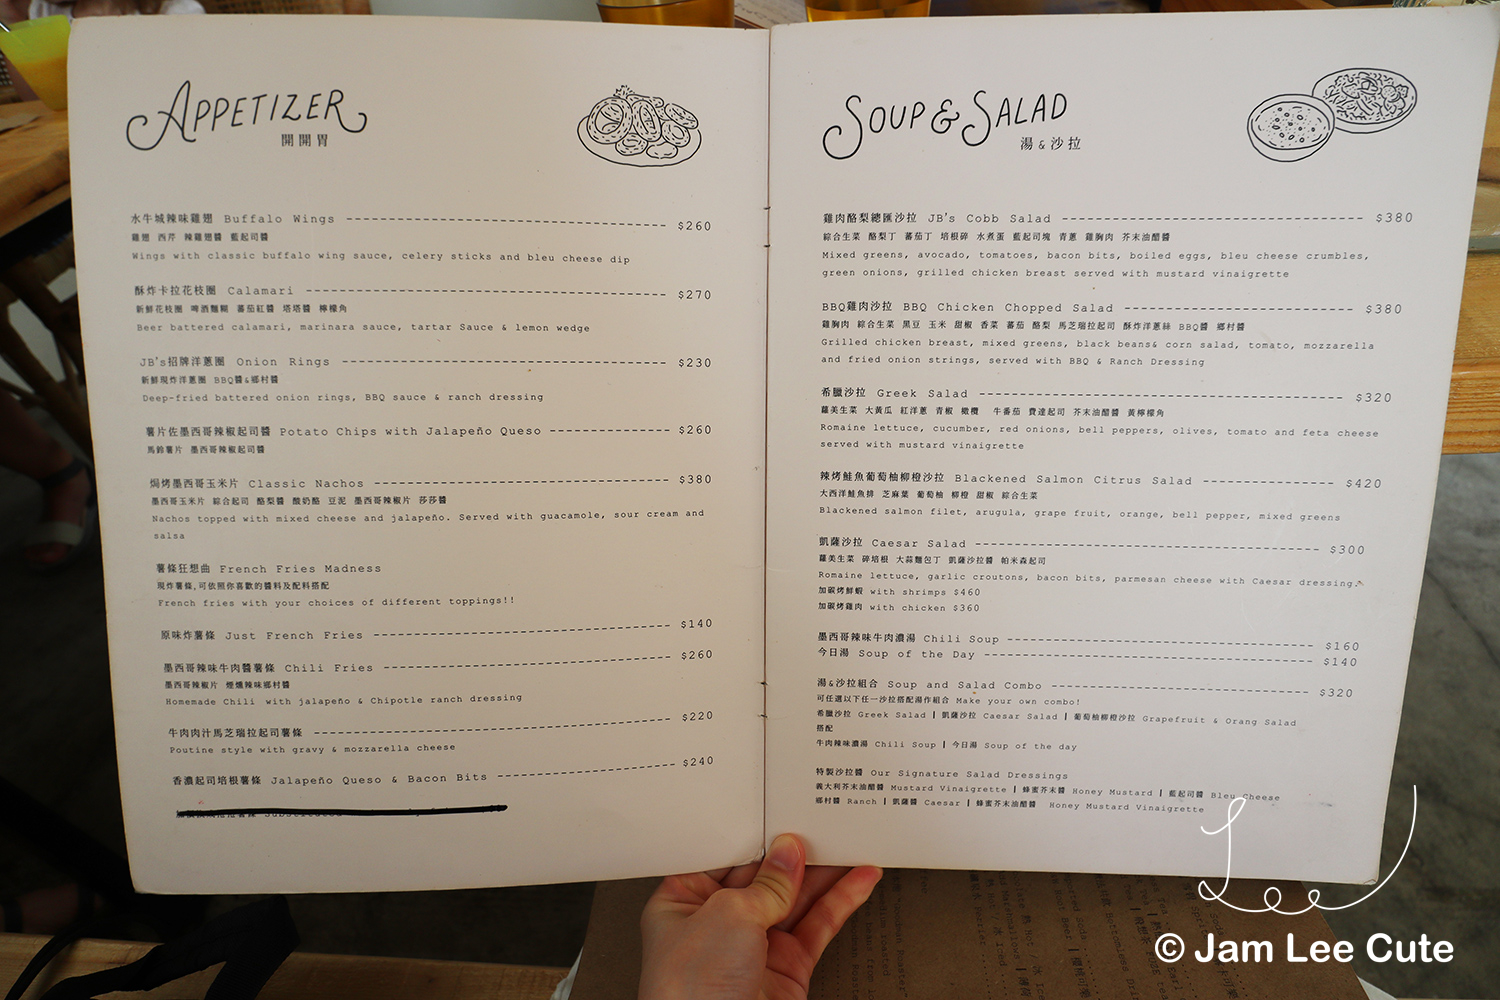 APPETIZER
開開胃
水牛城辣味雞翅 Buffalo Wings $260
雞翅 西芹 辣雞翅醬 藍起司醬
Wings with classic buffalo wing sauce, celery sticks and bleu cheese dip
酥炸卡拉花枝圈 Calamari $270
新鮮花枝圈 啤酒麵糊 蕃茄紅醬 塔塔醬 檸檬角
Beer battered calamari, marinara sauce, tartar Sauce & lemon wedge
JB's招牌洋蔥圈 Onion Rings $230
新鮮現炸洋蔥圈 BBQ醬&鄉村醬
Deep-fried battered onion rings, BBQ sauce & ranch dressing
薯片佐墨西哥辣椒起司醬 Potato Chips with Jalapeño Queso $260
馬鈴薯片 墨西哥辣椒起司醬
焗烤墨西哥玉米片 Classic Nachos $380
墨西哥玉米片 綜合起司 酪梨醬 酸奶酪 豆泥 墨西哥辣椒片 莎莎醬
Nachos topped with mixed cheese and jalapeño. Served with guacamole, sour cream and
salsa
薯條狂想曲 French Fries Madness
現炸薯條,可依照你喜歡的醬料及配料搭配
French fries with your choices of different toppings!!
原味炸薯條 Just French Fries $140
墨西哥辣味牛肉醬薯條 Chili Fries $260
墨西哥辣椒片 煙燻辣味鄉村醬
Homemade Chili with jalapeño & Chipotle ranch dressing
牛肉肉汁馬芝瑞拉起司薯條 $220
Poutine style with gravy & mozzarella cheese
香濃起司培根薯條 Jalapeño Queso & Bacon Bits $240
SOUP & SALAD
湯&沙拉
雞肉酪梨總匯沙拉 JB's Cobb Salad $380
綜合生菜 酪梨丁 蕃茄丁 培根碎 水煮蛋 藍起司塊 青蔥 雞胸肉 芥末油醋醬
Mixed greens, avocado, tomatoes, bacon bits, boiled eggs, bleu cheese crumbles,
green onions, grilled chicken breast served with mustard vinaigrette
BBQ雞肉沙拉 BBQ Chicken Chopped Salad $380
雞胸肉 綜合生菜 黑豆 玉米 甜椒 香菜 蕃茄 酪梨 馬芝瑞拉起司 酥炸洋蔥絲 BBQ醬 鄉村醬
Grilled chicken breast, mixed greens, black beans& corn salad, tomato, mozzarella
and fried onion strings, served with BBQ & Ranch Dressing
希臘沙拉 Greek Salad $320
蘿美生菜 大黃瓜 紅洋蔥 青椒 橄欖 牛番茄 費達起司 芥末油醋醬 黃檸檬角
Romaine lettuce, cucumber, red onions, bell peppers, olives, tomato and feta cheese
served with mustard vinaigrette
辣烤鮭魚葡萄柚柳橙沙拉 Blackened Salmon Citrus Salad $420
大西洋鮭魚排 芝麻葉 葡萄柚 柳橙 甜椒 綜合生菜
Blackened salmon filet, arugula, grape fruit, orange, bell pepper, mixed greens
凱薩沙拉 Caesar Salad $300
蘿美生菜 碎培根 大蒜麵包丁 凱薩沙拉醬 帕米森起司
Romaine lettuce, garlic croutons, bacon bits, parmesan cheese with Caesar dressing.
加碳烤鮮蝦 with shrimps $460
加碳烤雞肉 with chicken $360
墨西哥辣味牛肉濃湯 Chili Soup $160
今日湯 Soup of the Day $140
湯&沙拉組合 Soup and Salad Combo $320
可任選以下任一沙拉搭配湯作組合 Make your own combo!
希臘沙拉 Greek Salad | 凱薩沙拉 Caesar Salad | 葡萄柚柳橙沙拉 Grapefruit & Orang Salad
搭配
牛肉辣味濃湯 Chili Soup | 今日湯 Soup of the day
特製沙拉醬 Our Signature Salad Dressings
義大利芥末油醋醬 Mustard Vinaigrette | 蜂蜜芥末醬 Honey Mustard | 藍起司醬 Bleu Cheese
鄉村醬 Ranch | 凱薩醬 Caesar | 蜂蜜芥末油醋醬 Honey Mustard Vinaigrette
Lee
© Jam Lee Cute